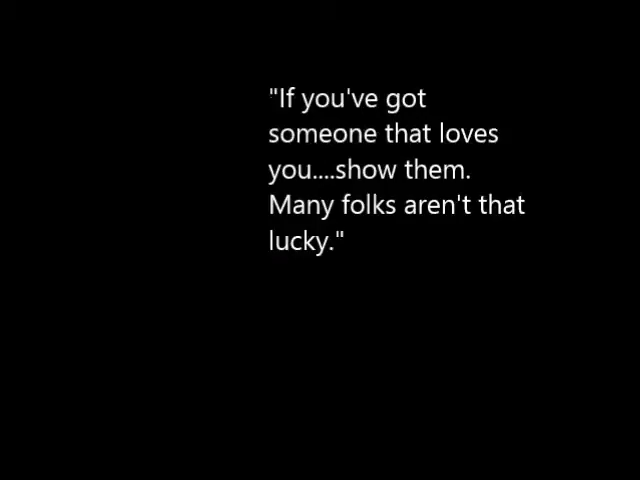 "If you've got
someone that loves
you....show them.
Many folks aren't that
lucky."